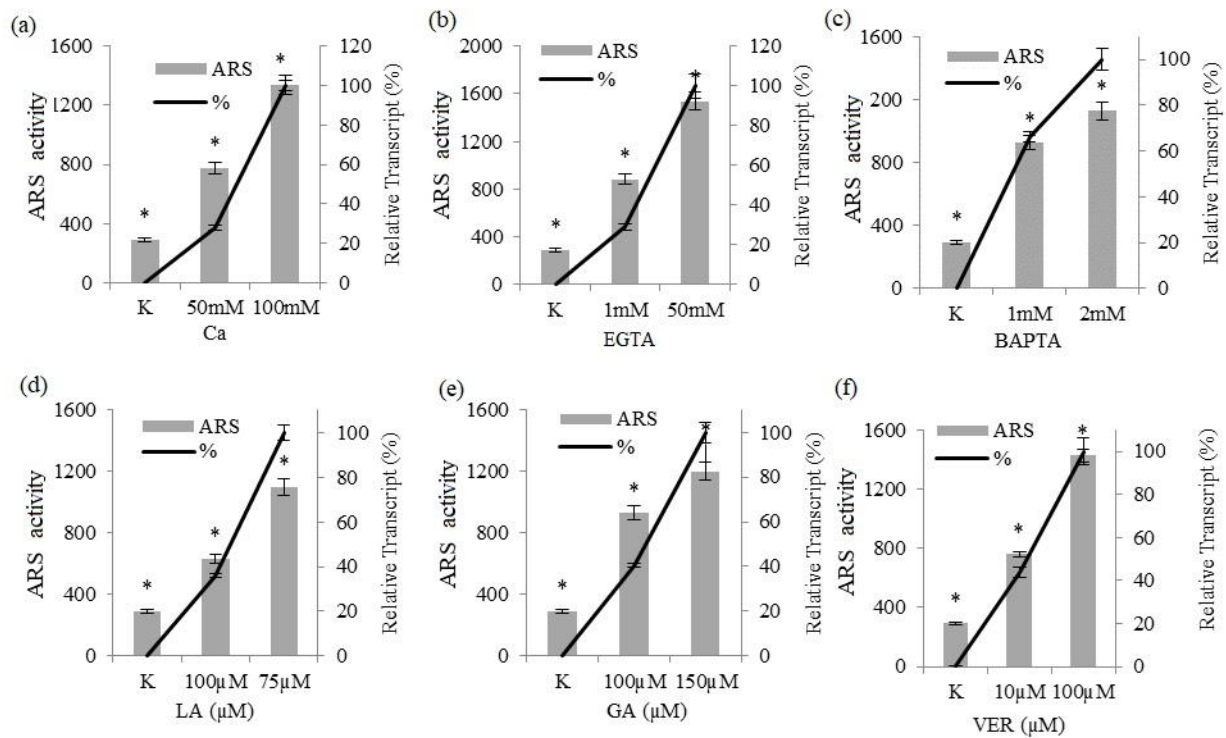 (a)
1600
1200
800
400
0
ARS activity
ARS
%
*
*
*
120
100
80
60
40
20
0
Relative Transcript (%)
K 50mM 100mM
Ca
(b)
2000
1600
1200
800
400
0
ARS activity
ARS
%
*
*
*
120
100
80
60
40
20
0
Relative Transcript (%)
K 1mM 50mM
EGTA
(c)
1600
1200
800
400
0
ARS activity
ARS
%
*
*
*
100
80
60
40
20
0
Relative Transcript (%)
K 1mM 2mM
BAPTA
(d)
1600
1200
800
400
0
ARS activity
ARS
%
*
*
*
100
80
60
40
20
0
Relative Transcript (%)
K 100µM 75µM
LA (µM)
(e)
1600
1200
800
400
0
ARS activity
ARS
%
*
*
*
100
80
60
40
20
0
Relative Transcript (%)
K 100µM 150µM
GA (µM)
(f)
1600
1200
800
400
0
ARS activity
ARS
%
*
*
*
100
80
60
40
20
0
Relative Transcript (%)
K 10µM 100µM
VER (µM)